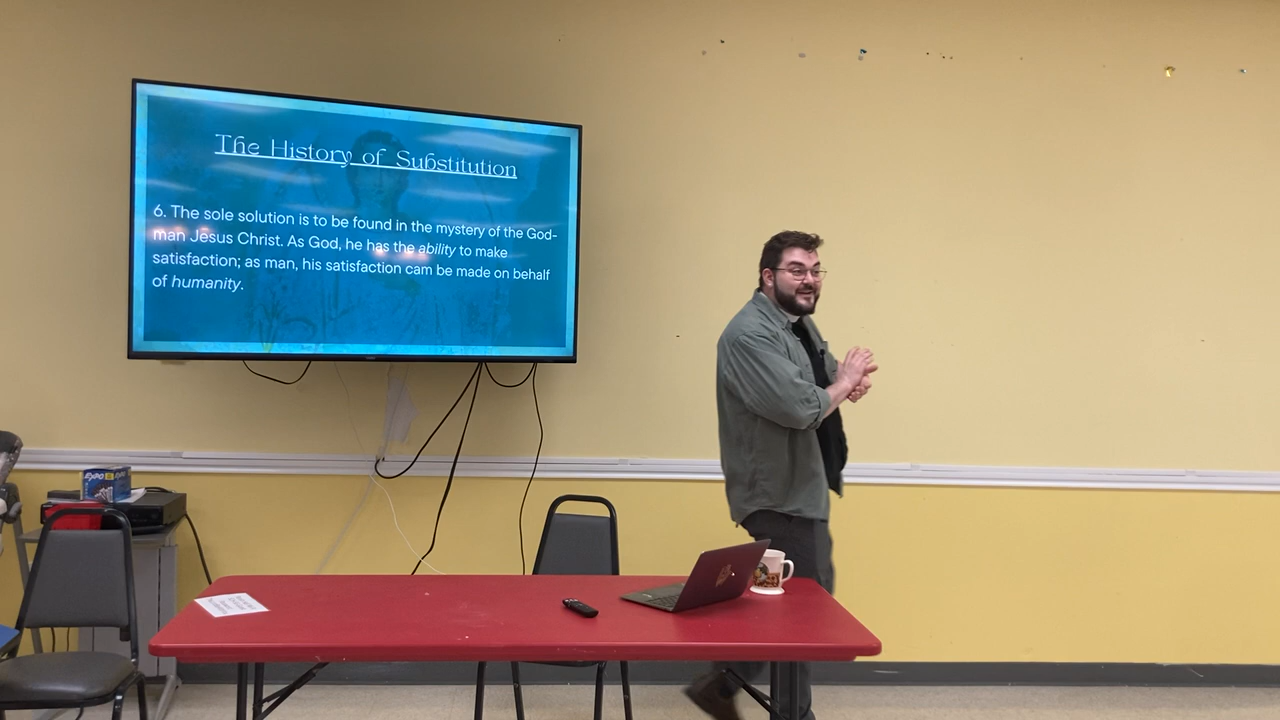 The History of Substitution
6. The sole solution is to be found in the mystery of the God-
man Jesus Christ. As God, he has the ability to make
satisfaction; as man, his satisfaction cam be made on behalf
of humanity.
EXPO